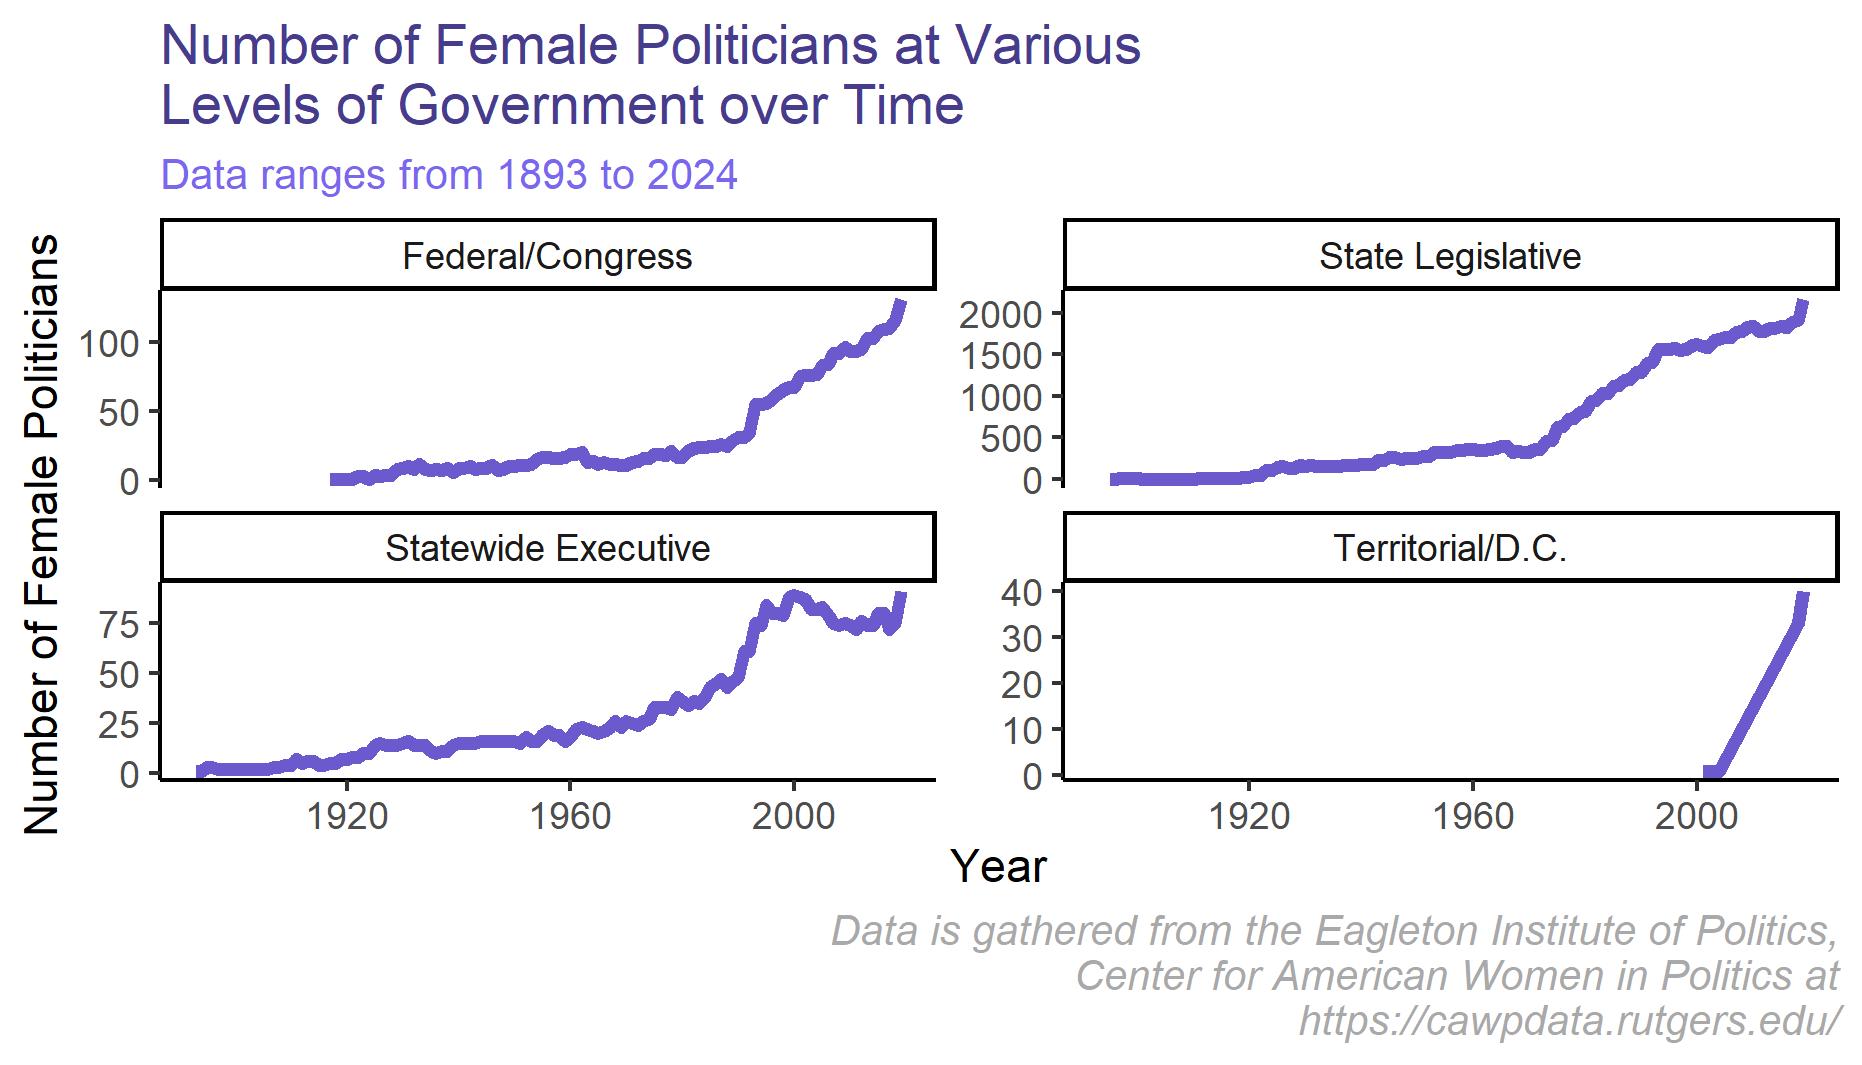 Number of Female Politicians at Various
Levels of Government over Time
Data ranges from 1893 to 2024
Number of Female Politicians
Federal/Congress
100
50
0
State Legislative
2000
1500
1000
500
0
Statewide Executive
75
50
25
0
1920 1960 2000
Territorial/D.C.
40
30
20
10
0
1920 1960 2000
Year
Data is gathered from the Eagleton Institute of Politics,
Center for American Women in Politics at
https://cawpdata.rutgers.edu/